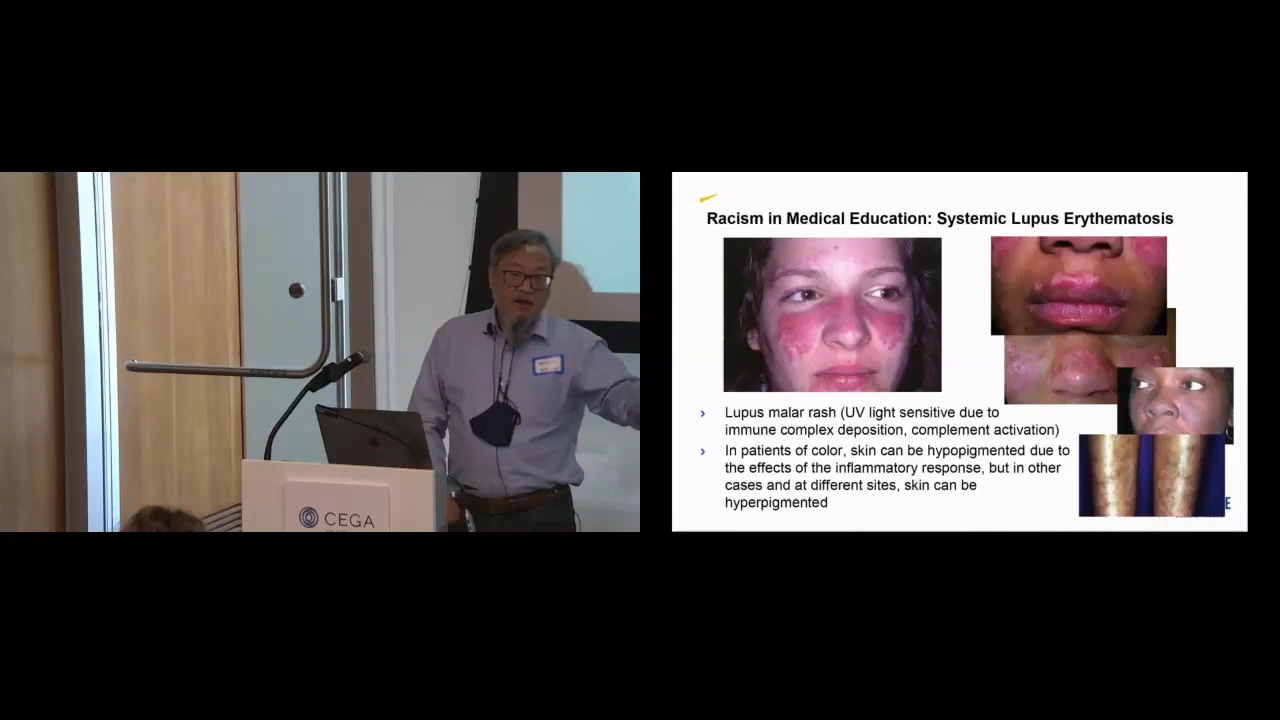 CEGA
Racism in Medical Education: Systemic Lupus Erythematosis
› Lupus malar rash (UV light sensitive due to
immune complex deposition, complement activation)
› In patients of color, skin can be hypopigmented due to
the effects of the inflammatory response, but in other
cases and at different sites, skin can be
hyperpigmented
E